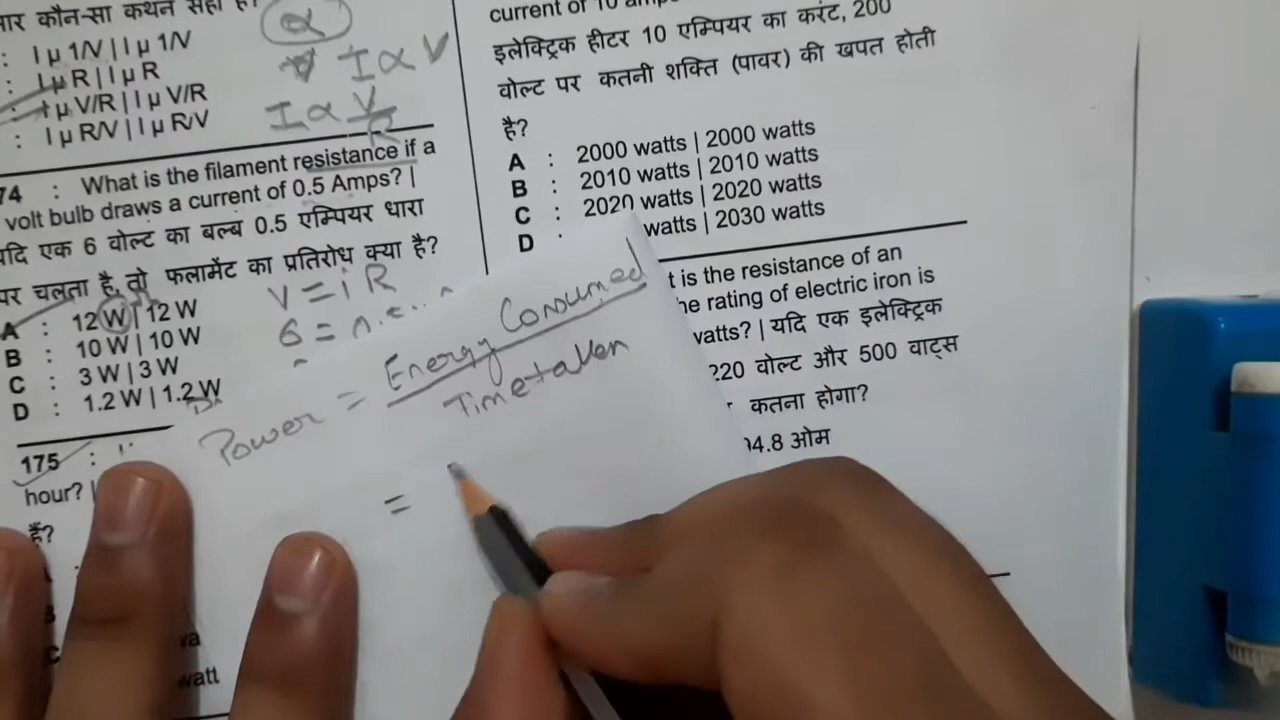 कौन-सा कथन सही है?
: I µ 1/V | I µ 1/V
: I µ R | I µ R
: I µ V/R | I µ V/R
: I µ R/V | I µ R/V
α
I α V
I α V/R
74 : What is the filament resistance if a
volt bulb draws a current of 0.5 Amps? |
यदि एक 6 वोल्ट का बल्ब 0.5 एम्पियर धारा
पर चलता है, तो फलामेंट का प्रतिरोध क्या है?
A : 12 W | 12 W
B : 10 W | 10 W
C : 3 W | 3 W
D : 1.2 W | 1.2 W
V = i R
6 =
175 :
hour? |
हैं?
watt
current of 10
इलेक्ट्रिक हीटर 10 एम्पियर का करंट, 200
वोल्ट पर कतनी शक्ति (पावर) की खपत होती
है?
A : 2000 watts | 2000 watts
B : 2010 watts | 2010 watts
C : 2020 watts | 2020 watts
D watts | 2030 watts
is the resistance of an
rating of electric iron is
watts? | यदि एक इलेक्ट्रिक
220 वोल्ट और 500 वाट्स
कतना होगा?
4.8 ओम
Power = Energy Consumed
Time taken
=